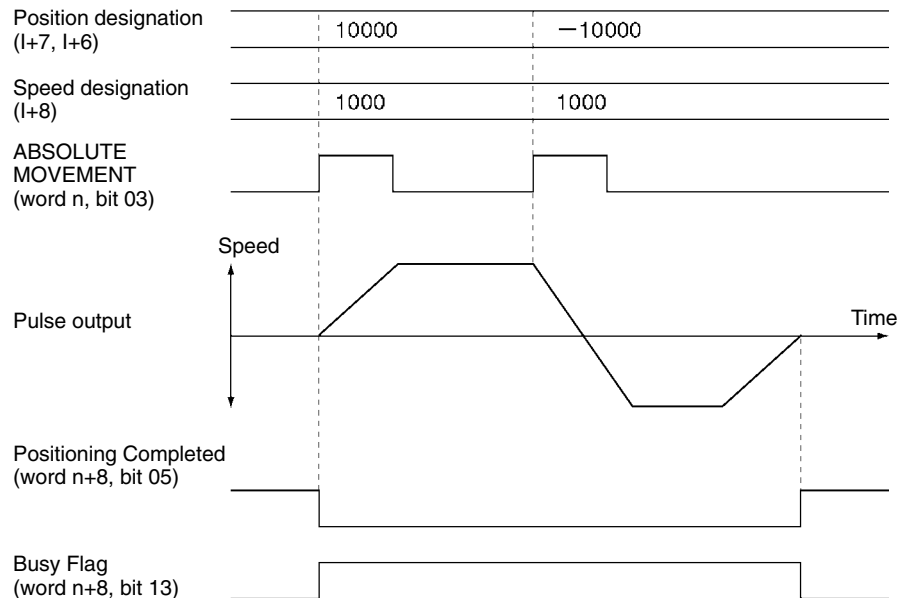 Position designation
(I+7, I+6)
10000
−10000
Speed designation
(I+8)
1000
1000
ABSOLUTE
MOVEMENT
(word n, bit 03)
Speed
Pulse output
Time
Positioning Completed
(word n+8, bit 05)
Busy Flag
(word n+8, bit 13)